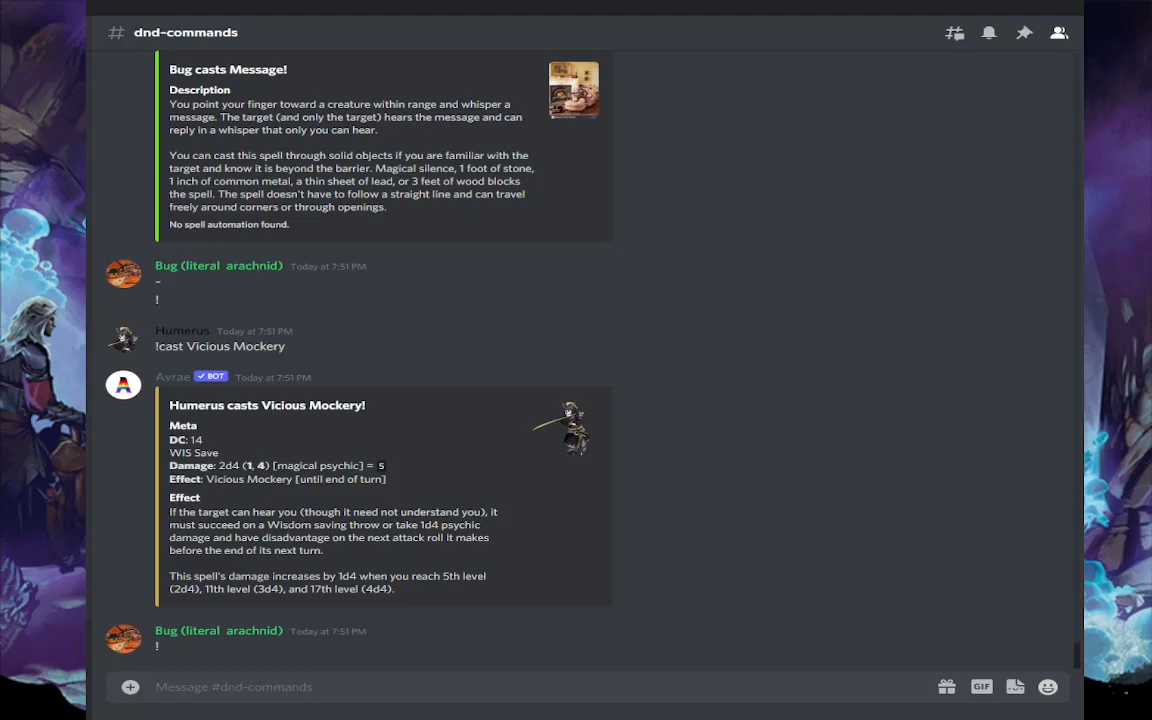 dnd-commands
Bug casts Message!
Description
You point your finger toward a creature within range and whisper a
message. The target (and only the target) hears the message and can
reply in a whisper that only you can hear.
You can cast this spell through solid objects if you are familiar with the
target and know it is beyond the barrier. Magical silence, 1 foot of stone,
1 inch of common metal, a thin sheet of lead, or 3 feet of wood blocks
the spell. The spell doesn't have to follow a straight line and can travel
freely around corners or through openings.
No spell automation found.
Bug (literal arachnid) Today at 7:51 PM
~
!
Humerus Today at 7:51 PM
!cast Vicious Mockery
Avrae ✓ BOT Today at 7:51 PM
Humerus casts Vicious Mockery!
Meta
DC: 14
WIS Save
Damage: 2d4 (1, 4) [magical psychic] = 5
Effect: Vicious Mockery [until end of turn]
Effect
If the target can hear you (though it need not understand you), it
must succeed on a Wisdom saving throw or take 1d4 psychic
damage and have disadvantage on the next attack roll it makes
before the end of its next turn.
This spell's damage increases by 1d4 when you reach 5th level
(2d4), 11th level (3d4), and 17th level (4d4).
Bug (literal arachnid) Today at 7:51 PM
!
Message #dnd-commands
GIF